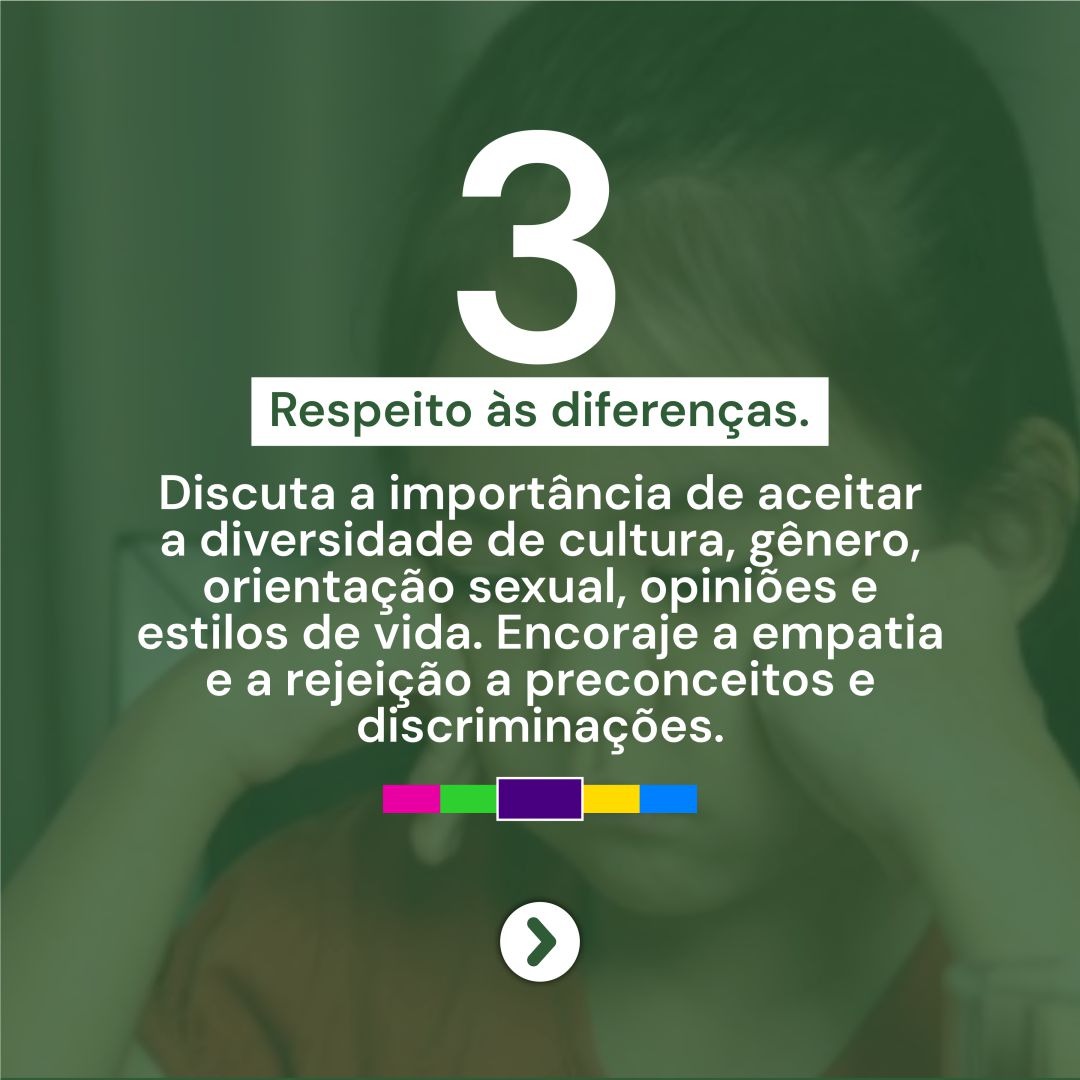 3
Respeito às diferenças.
Discuta a importância de aceitar
a diversidade de cultura, gênero,
orientação sexual, opiniões e
estilos de vida. Encoraje a empatia
e a rejeição a preconceitos e
discriminações.